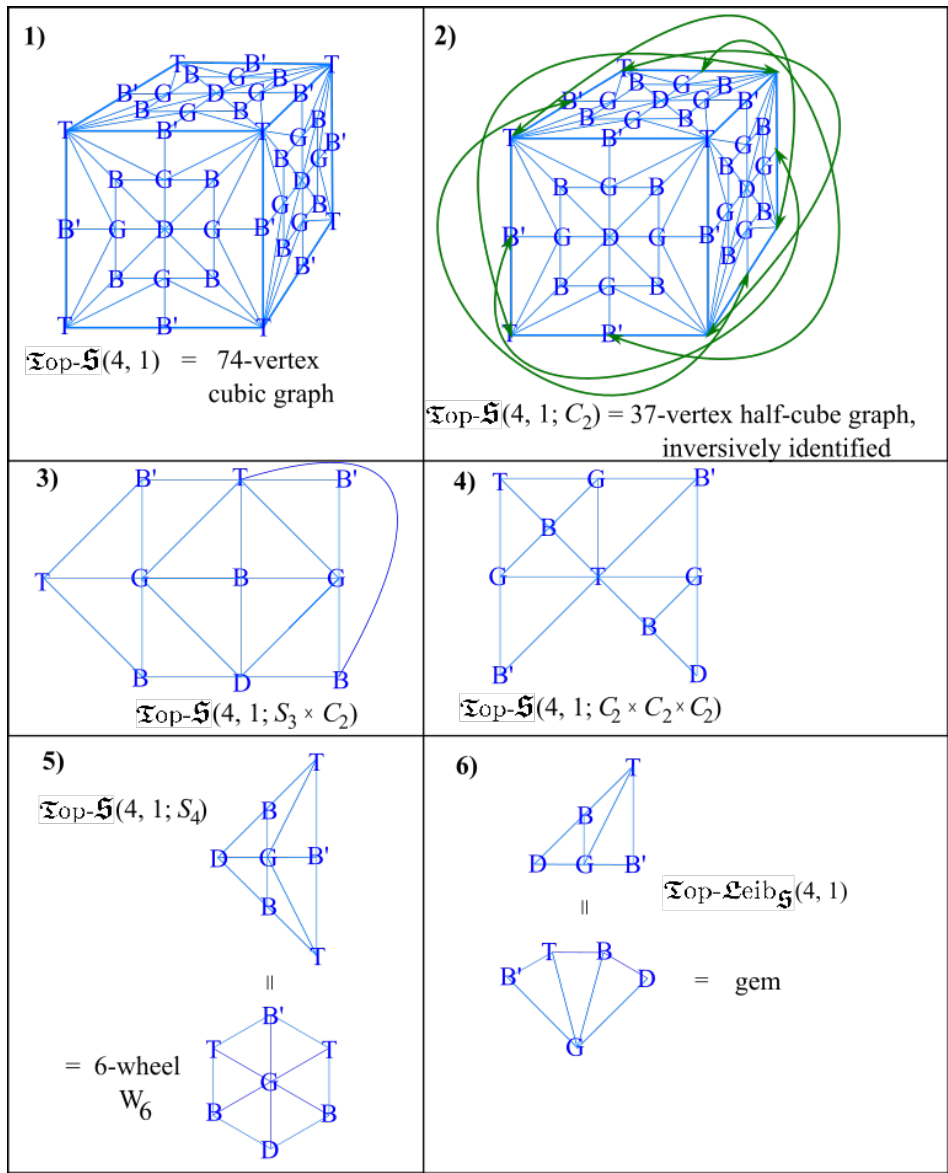 1)
T B' T
B G B
B' G D G B'
B G B
T B' T
B G B
B G B
G B'
B G
D
B' G D G B'
G B
B G B
G T
B B'
T B' T
𝕿op-𝕾(4, 1) = 74-vertex
cubic graph
2)
T
B G B
B' G D G B'
B G B
T B' T
B
G
B G
B G B
D
B' G D G B'
G B
G
B G B
B
T B'
𝕿op-𝕾(4, 1; C₂) = 37-vertex half-cube graph,
inversively identified
3)
B' T B'
T G B G
B D B
𝕿op-𝕾(4, 1; S₃ × C₂)
4)
T G B'
B
G T G
B
B' D
𝕿op-𝕾(4, 1; C₂ × C₂ × C₂)
5)
T
𝕿op-𝕾(4, 1; S₄)
B
D G B'
B
T
=
B'
T T
G
B B
D
= 6-wheel
W₆
6)
T
B
D G B'
𝕿op-𝕷eib𝕾(4, 1)
=
T B
B' D
G
= gem